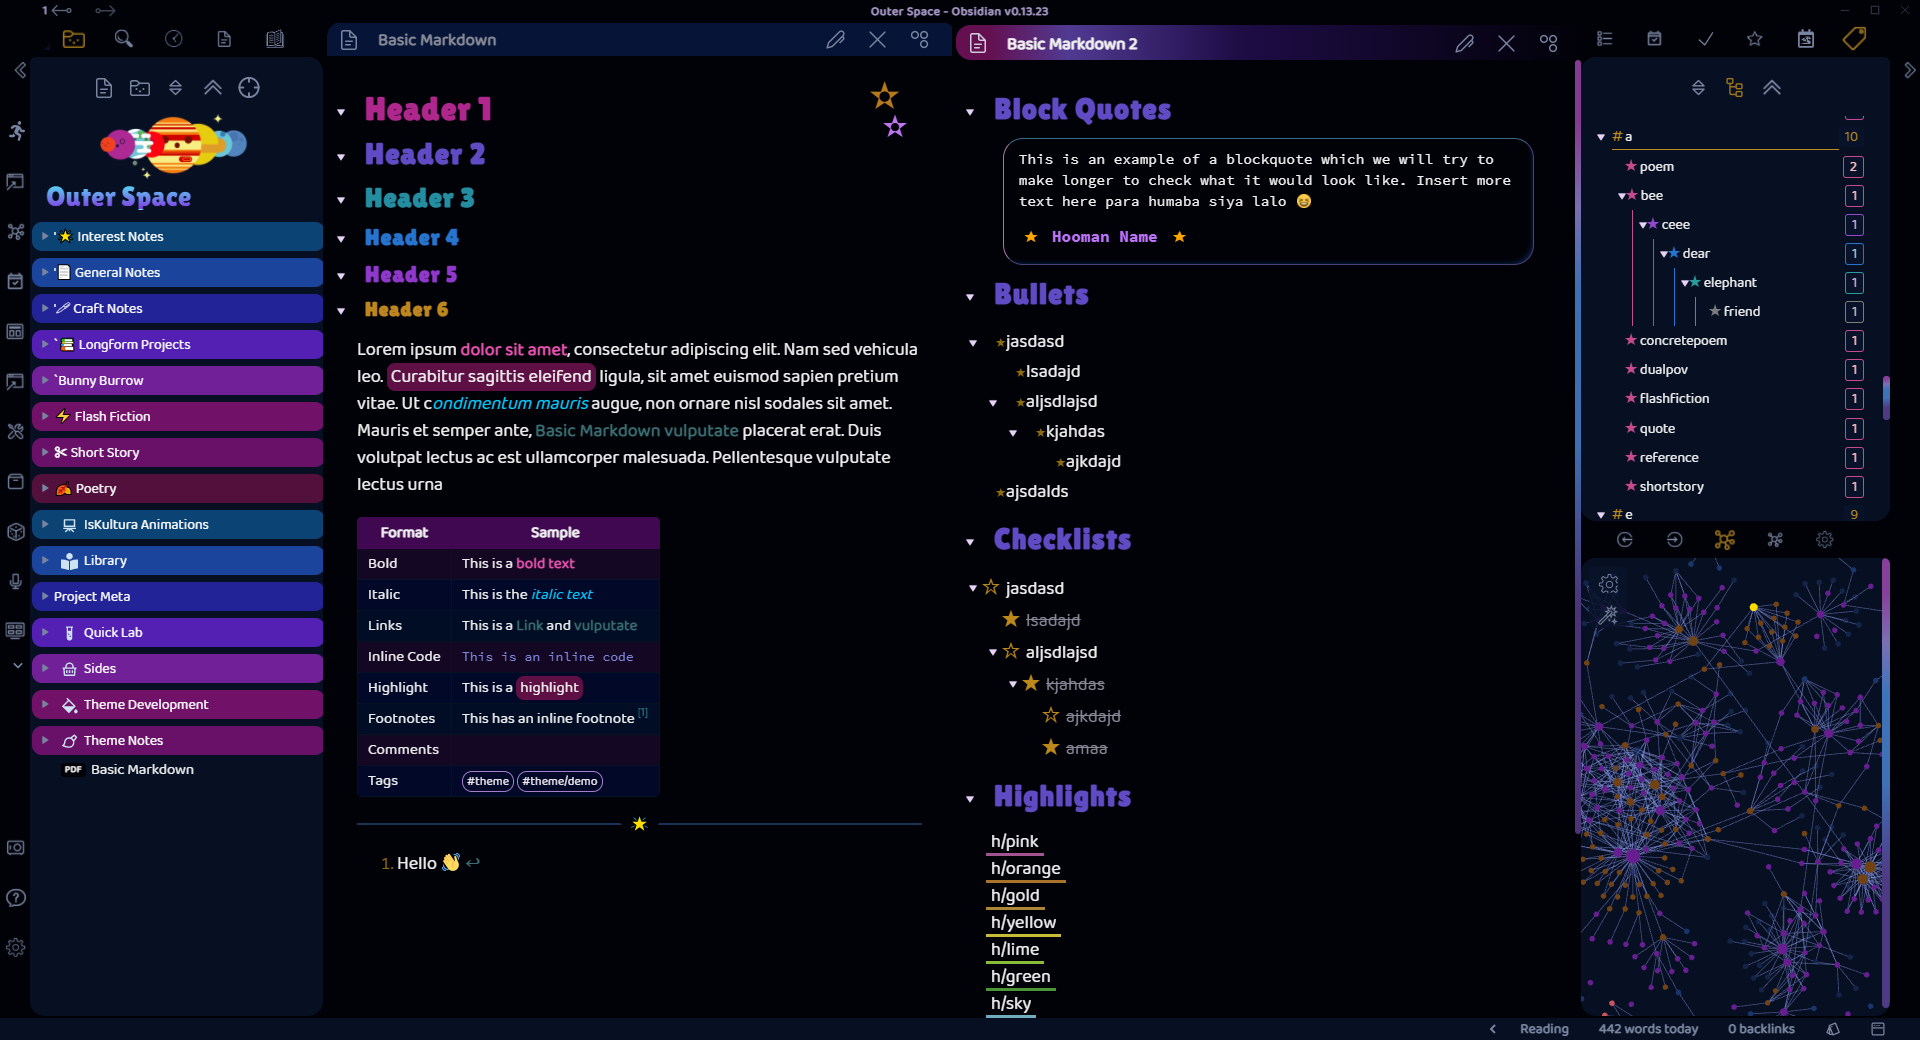 1
Outer Space - Obsidian v0.13.23
Basic Markdown
Basic Markdown 2
Outer Space
' Interest Notes
' General Notes
' Craft Notes
` Longform Projects
`Bunny Burrow
Flash Fiction
Short Story
Poetry
IsKultura Animations
Library
Project Meta
Quick Lab
Sides
Theme Development
Theme Notes
PDF Basic Markdown
Header 1
Header 2
Header 3
Header 4
Header 5
Header 6
Lorem ipsum dolor sit amet, consectetur adipiscing elit. Nam sed vehicula
leo. Curabitur sagittis eleifend ligula, sit amet euismod sapien pretium
vitae. Ut condimentum mauris augue, non ornare nisl sodales sit amet.
Mauris et semper ante, Basic Markdown vulputate placerat erat. Duis
volutpat lectus ac est ullamcorper malesuada. Pellentesque vulputate
lectus urna
Format Sample
Bold This is a bold text
Italic This is the italic text
Links This is a Link and vulputate
Inline Code This is an inline code
Highlight This is a highlight
Footnotes This has an inline footnote [1]
Comments
Tags #theme #theme/demo
1. Hello 👋 ↩
Block Quotes
This is an example of a blockquote which we will try to
make longer to check what it would look like. Insert more
text here para humaba siya lalo 😄
★ Hooman Name ★
Bullets
jasdasd
lsadajd
aljsdlajsd
kjahdas
ajkdajd
ajsdalds
Checklists
jasdasd
lsadajd
aljsdlajsd
kjahdas
ajkdajd
amaa
Highlights
h/pink
h/orange
h/gold
h/yellow
h/lime
h/green
h/sky
# a 10
poem 2
bee 1
ceee 1
dear 1
elephant 1
friend 1
concretepoem 1
dualpov 1
flashfiction 1
quote 1
reference 1
shortstory 1
# e 9
Reading 442 words today 0 backlinks